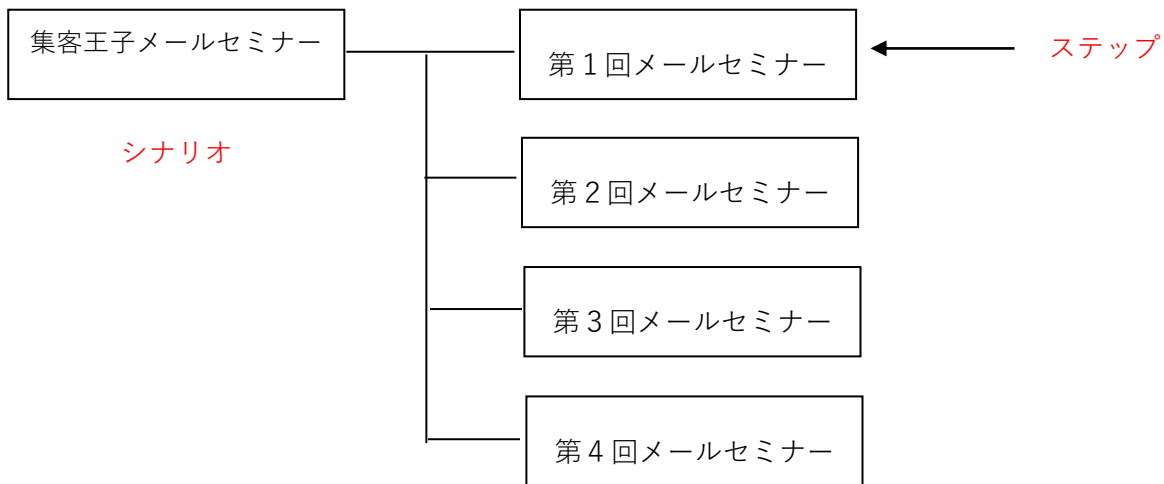 集客王子メールセミナー
第１回メールセミナー
ステップ
シナリオ
第２回メールセミナー
第３回メールセミナー
第４回メールセミナー